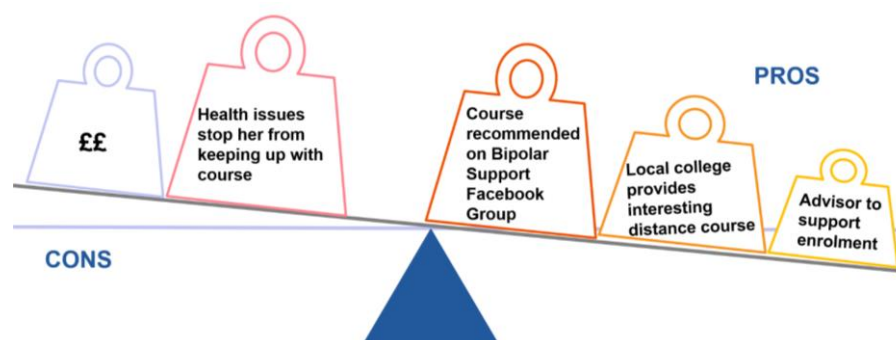 ££
Health issues
stop her from
keeping up with
course
Course
recommended
on Bipolar
Support
Facebook
Group
Local college
provides
interesting
distance course
Advisor to
support
enrolment
PROS
CONS